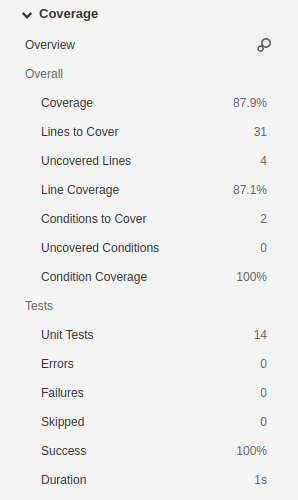 Coverage
Overview
Overall
Coverage 87.9%
Lines to Cover 31
Uncovered Lines 4
Line Coverage 87.1%
Conditions to Cover 2
Uncovered Conditions 0
Condition Coverage 100%
Tests
Unit Tests 14
Errors 0
Failures 0
Skipped 0
Success 100%
Duration 1s